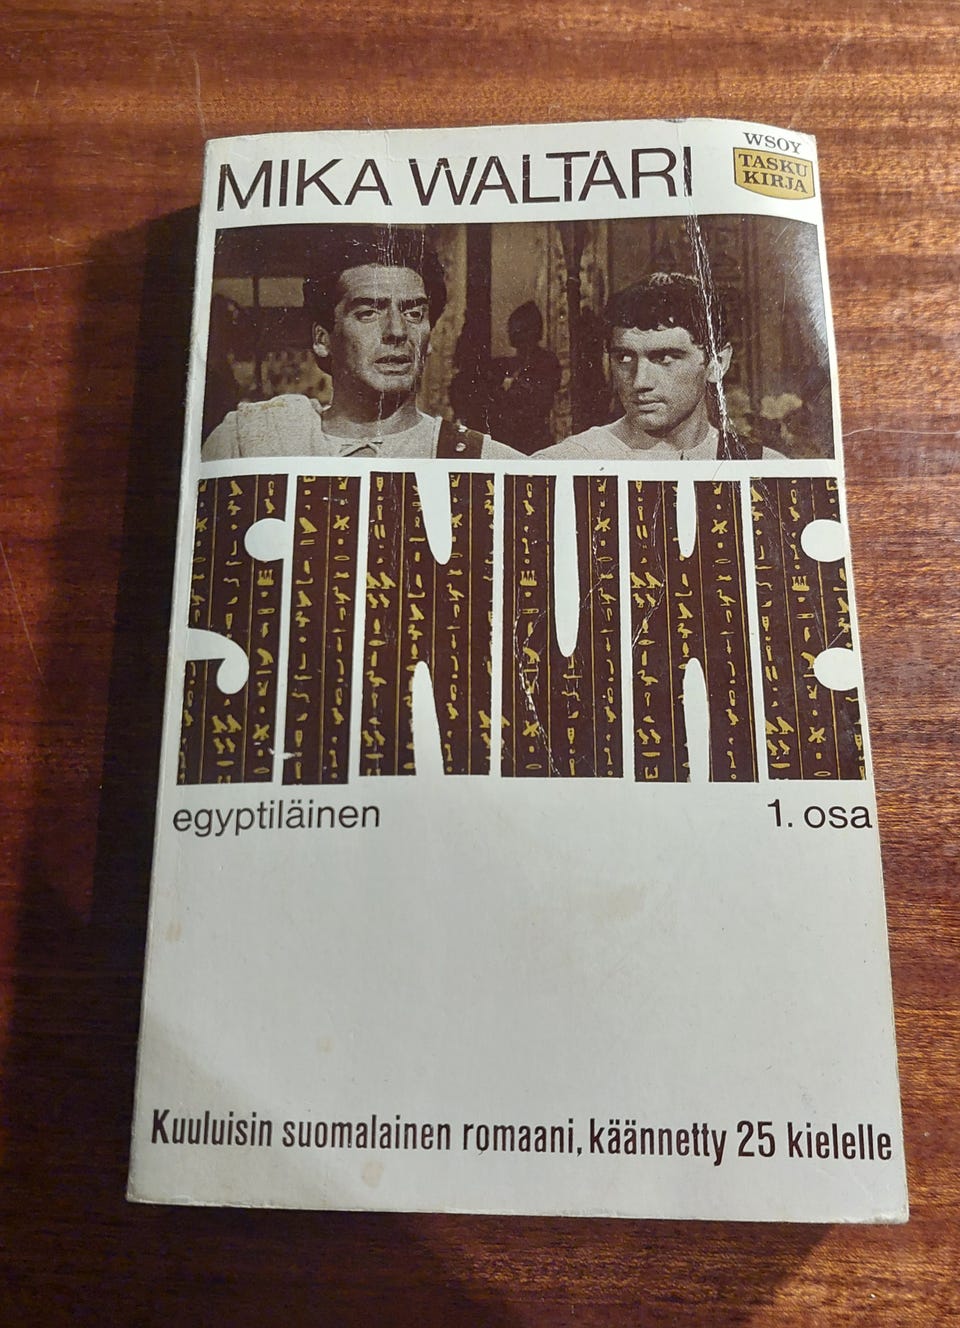 MIKA WALTARI
WSOY
TASKU
KIRJA
SINUHE
egyptiläinen
1. osa
Kuuluisin suomalainen romaani, käännetty 25 kielelle